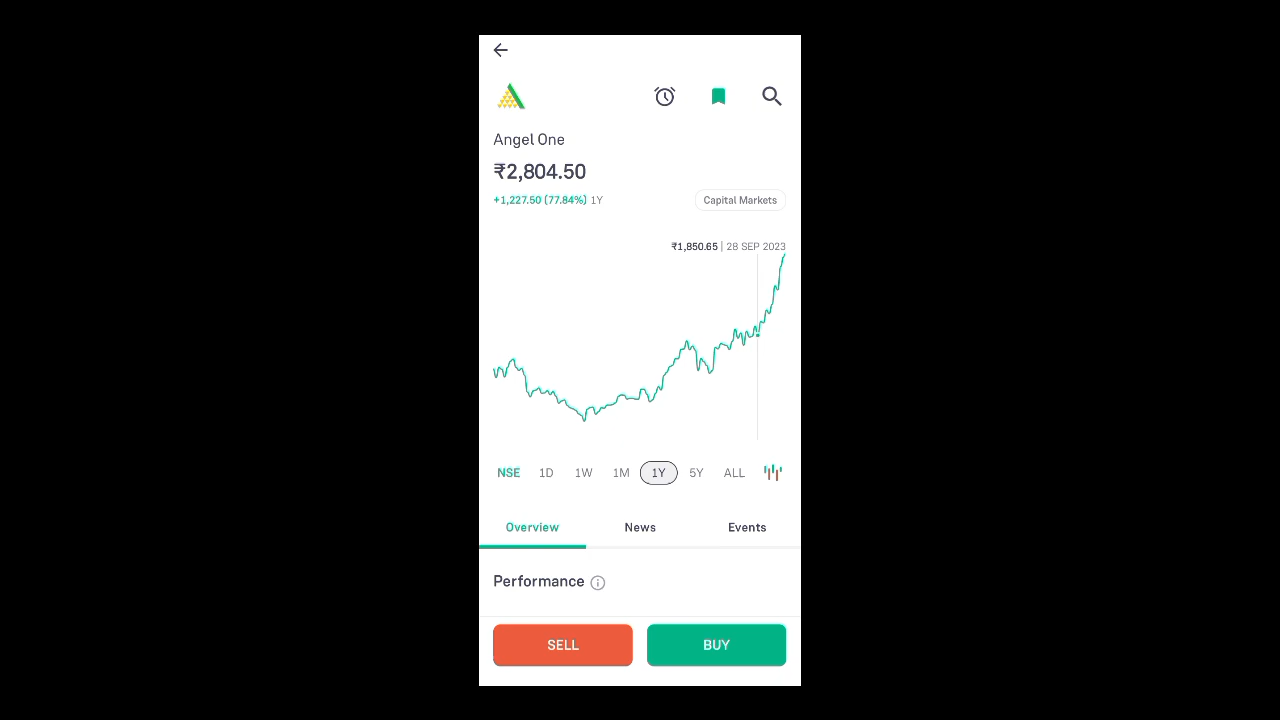 Angel One
₹2,804.50
+1,227.50 (77.84%) 1Y
Capital Markets
₹1,850.65 | 28 SEP 2023
NSE 1D 1W 1M 1Y 5Y ALL
Overview News Events
Performance
SELL BUY